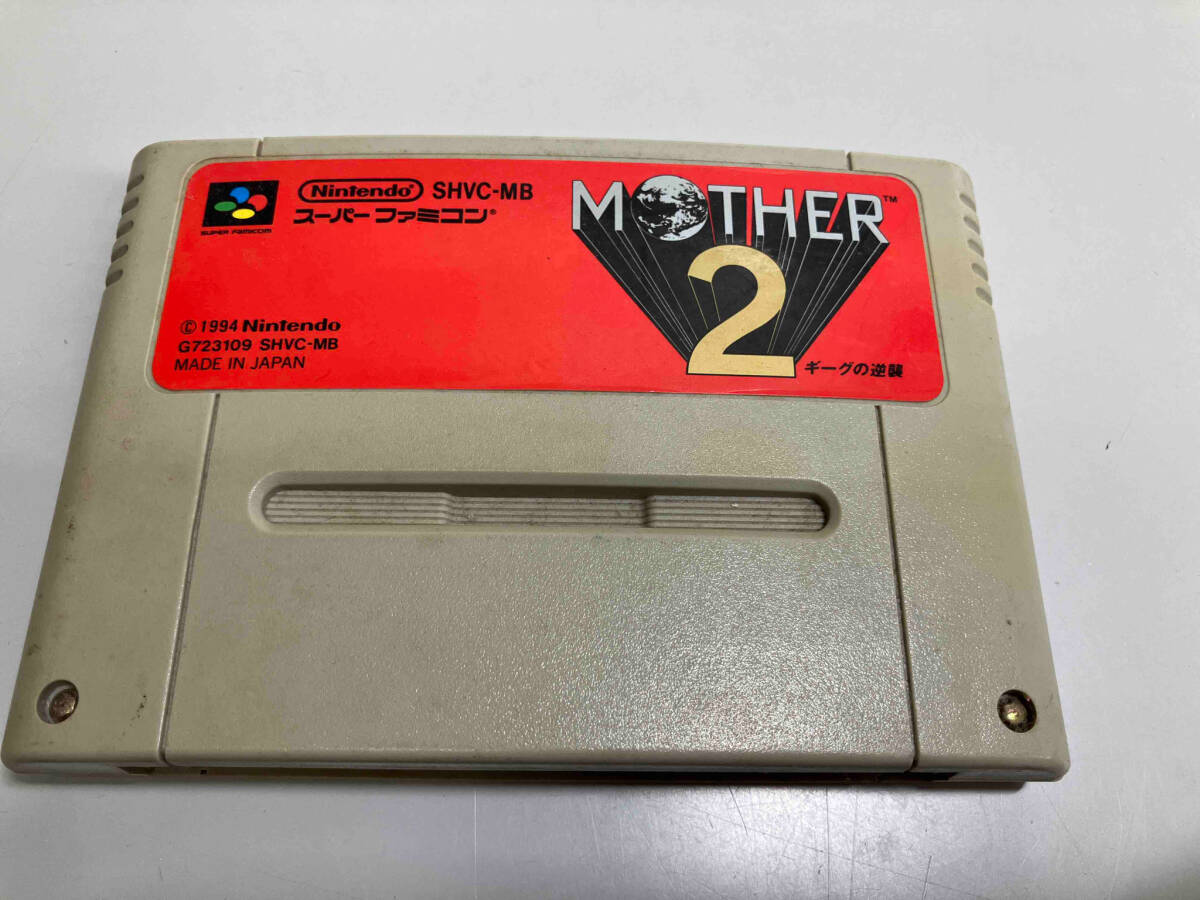 SUPER FAMICOM
Nintendo® SHVC-MB
スーパーファミコン®
MOTHER™
2
ギーグの逆襲
©1994 Nintendo
G723109 SHVC-MB
MADE IN JAPAN